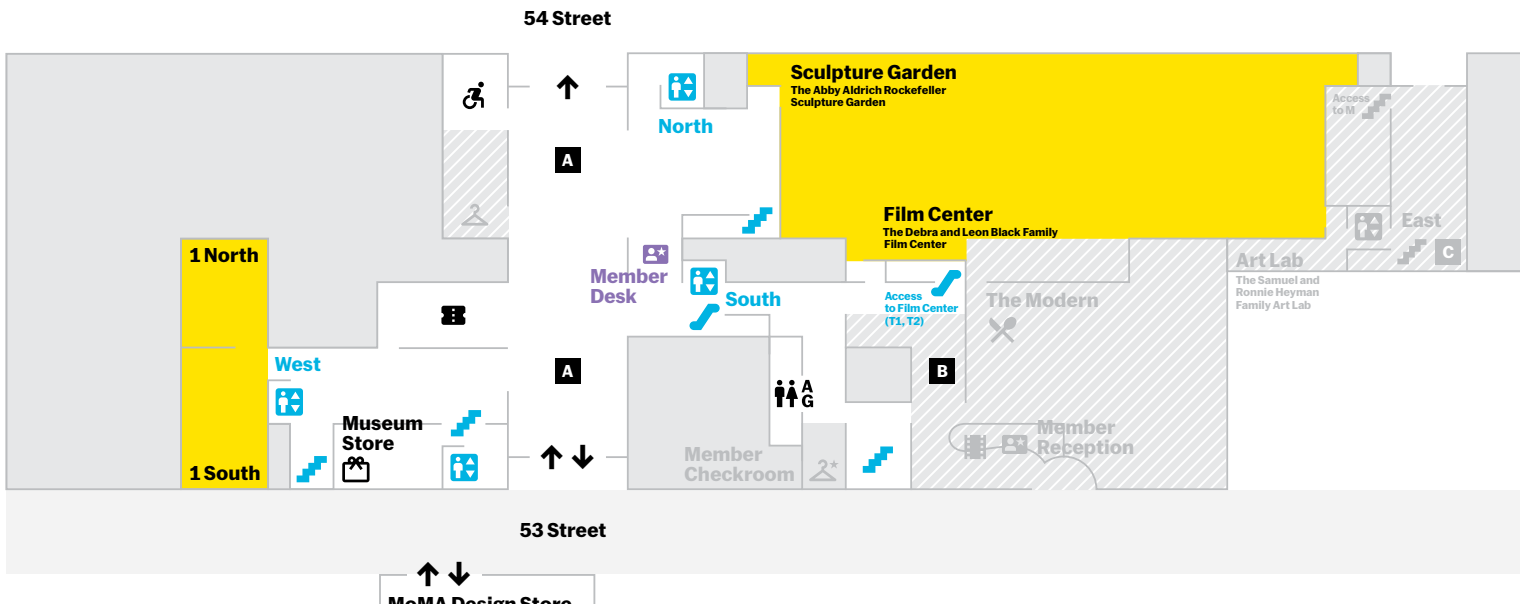 54 Street
Sculpture Garden
The Abby Aldrich Rockefeller
Sculpture Garden
Access
to M
North
A
Film Center
The Debra and Leon Black Family
Film Center
East
C
1 North
Member
Desk
South
Access
to Film Center
(T1, T2)
The Modern
Art Lab
The Samuel and
Ronnie Heyman
Family Art Lab
West
A
B
A
G
Museum
Store
Member
Checkroom
Member
Reception
1 South
53 Street
MoMA Design Store